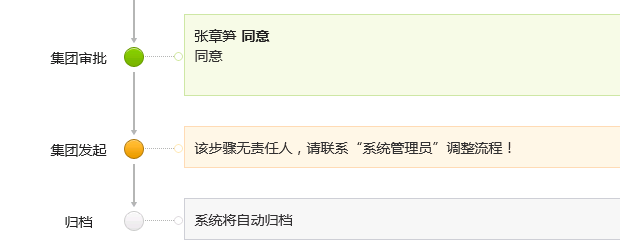 张章笋 同意
集团审批
同意
集团发起
该步骤无责任人，请联系“系统管理员”调整流程！
归档
系统将自动归档